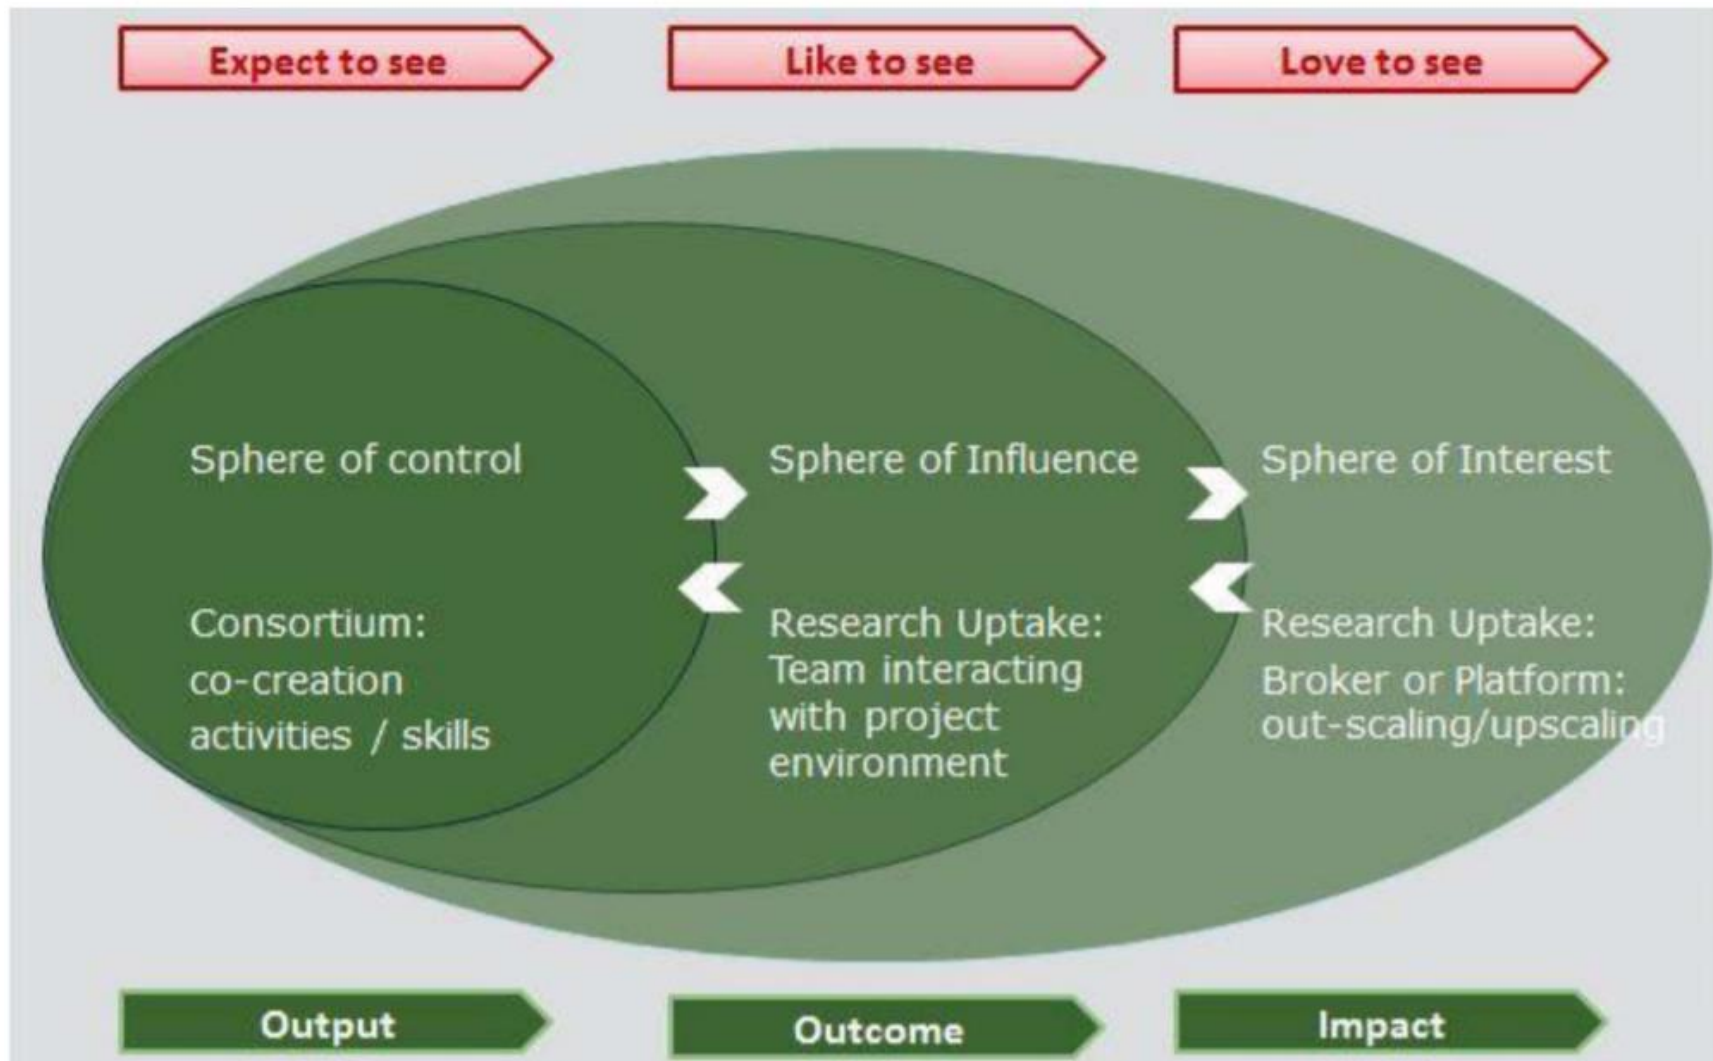 Expect to see
Like to see
Love to see
Sphere of control
Sphere of Influence
Sphere of Interest
Consortium:
co-creation
activities / skills
Research Uptake:
Team interacting
with project
environment
Research Uptake:
Broker or Platform:
out-scaling/upscaling
Output
Outcome
Impact